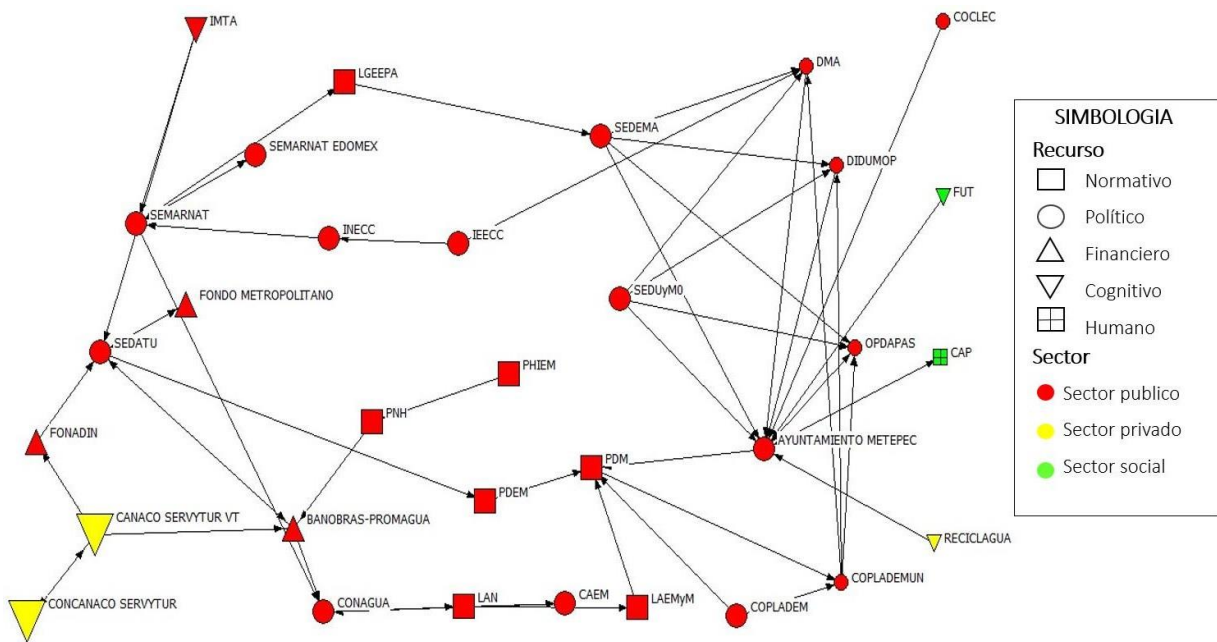 IMTA
COCLEC
DMA
LGEEPA
SEDEMA
SEMARNAT EDOMEX
DIDUMOP
FUT
SEMARNAT
INECC
IEECC
FONDO METROPOLITANO
SEDUyM0
SEDATU
OPDAPAS
CAP
PHIEM
PNH
FONADIN
AYUNTAMIENTO METEPEC
PDM
PDEM
CANACO SERVYTUR VT
BANOBRAS-PROMAGUA
RECICLAGUA
COPLADEMUN
CONCANACO SERVYTUR
CONAGUA
LAN
CAEM
LAEMyM
COPLADEM
SIMBOLOGIA
Recurso
Normativo
Político
Financiero
Cognitivo
Humano
Sector
Sector publico
Sector privado
Sector social